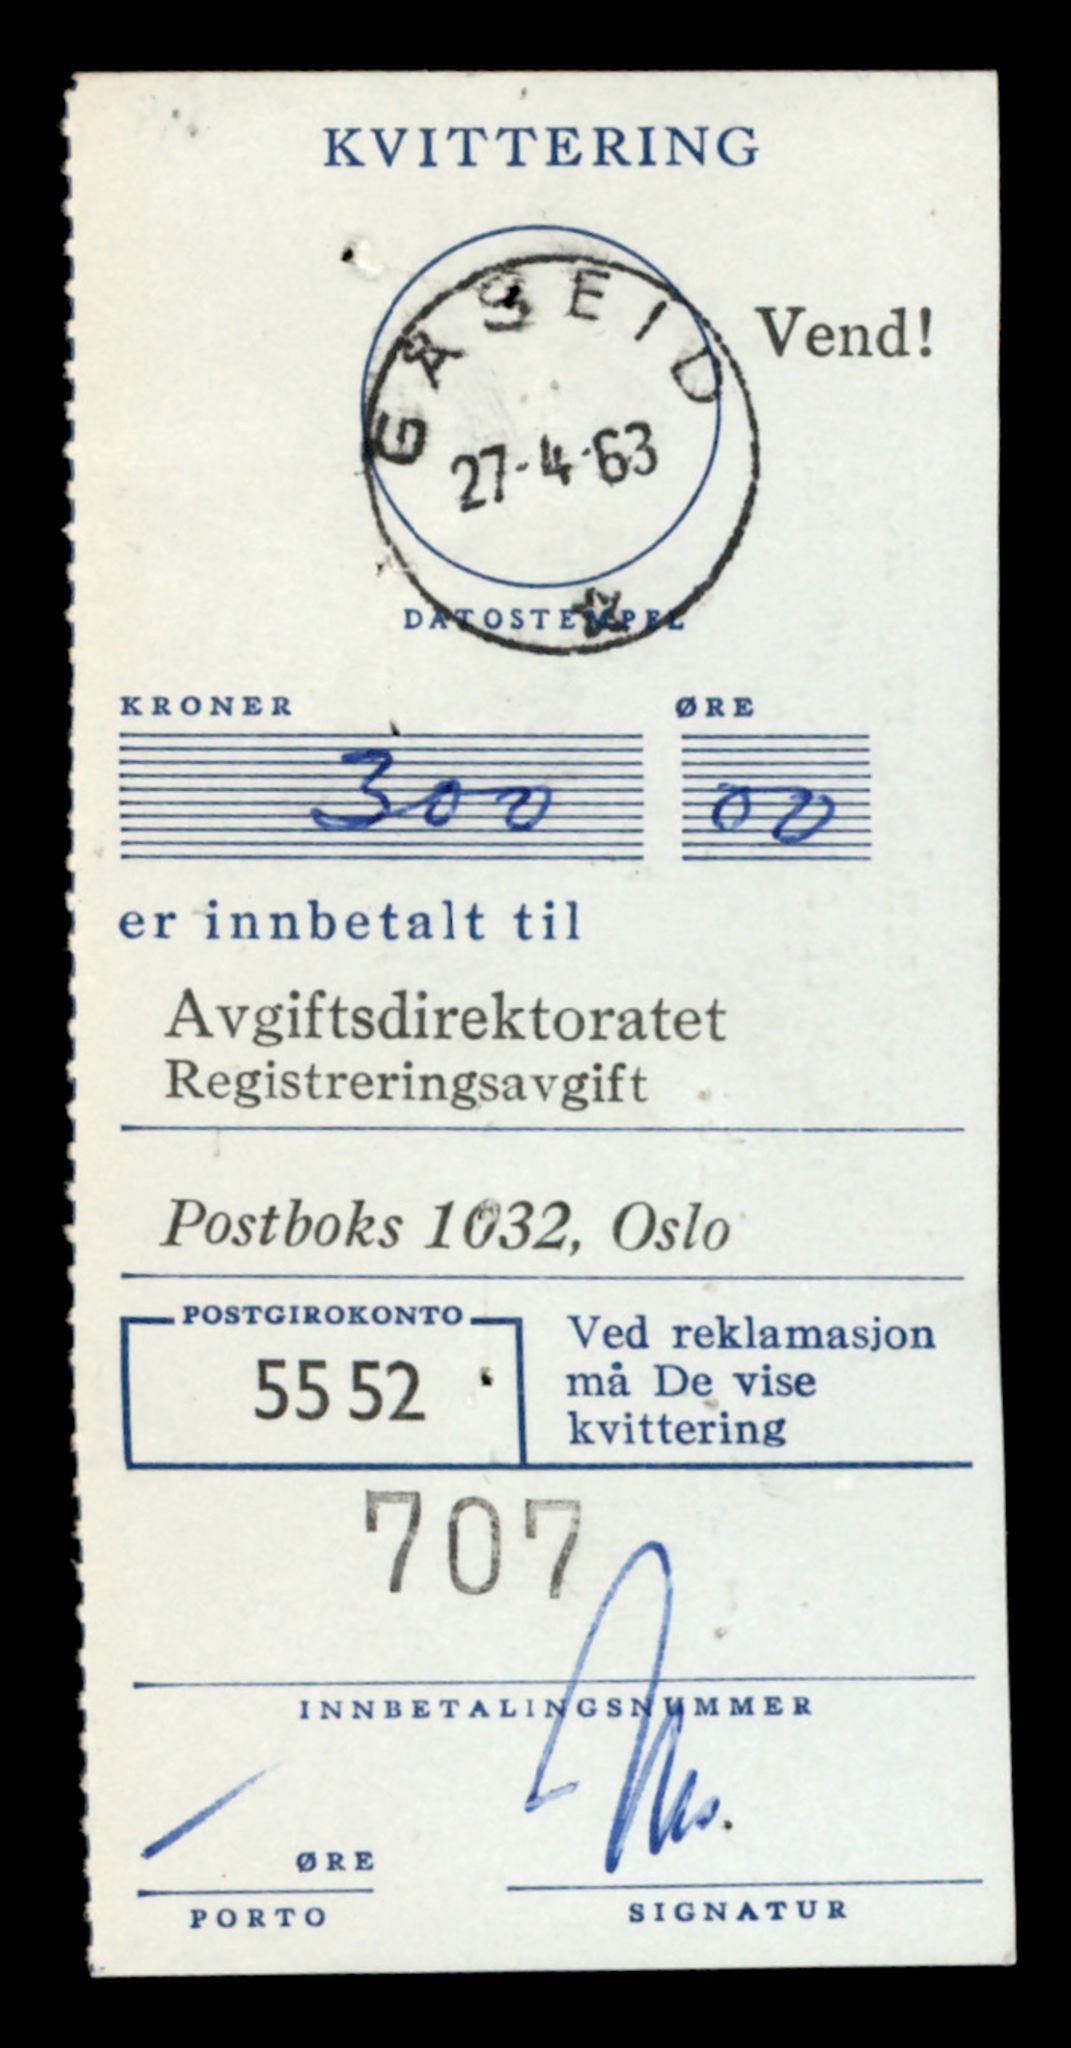 KVITTERING
GÅSEID
Vend!
27-4-63
DATOSTEMPEL
KRONER ØRE
300 00
er innbetalt til
Avgiftsdirektoratet
Registreringsavgift
Postboks 1032, Oslo
POSTGIROKONTO
55 52
Ved reklamasjon
må De vise
kvittering
707
INNBETALINGSNUMMER
ØRE
PORTO
SIGNATUR